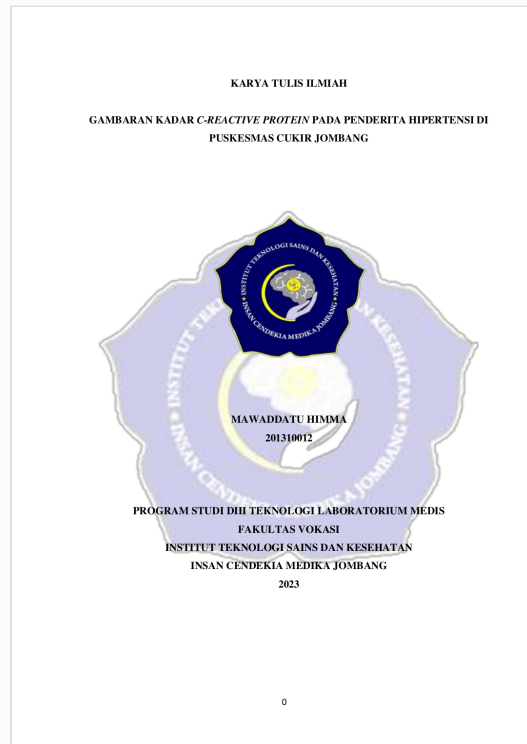 KARYA TULIS ILMIAH
GAMBARAN KADAR C-REACTIVE PROTEIN PADA PENDERITA HIPERTENSI DI
PUSKESMAS CUKIR JOMBANG
INSTITUT TEKNOLOGI SAINS DAN KESEHATAN
INSAN CENDEKIA MEDIKA JOMBANG
MAWADDATU HIMMA
201310012
PROGRAM STUDI DIII TEKNOLOGI LABORATORIUM MEDIS
FAKULTAS VOKASI
INSTITUT TEKNOLOGI SAINS DAN KESEHATAN
INSAN CENDEKIA MEDIKA JOMBANG
2023
0